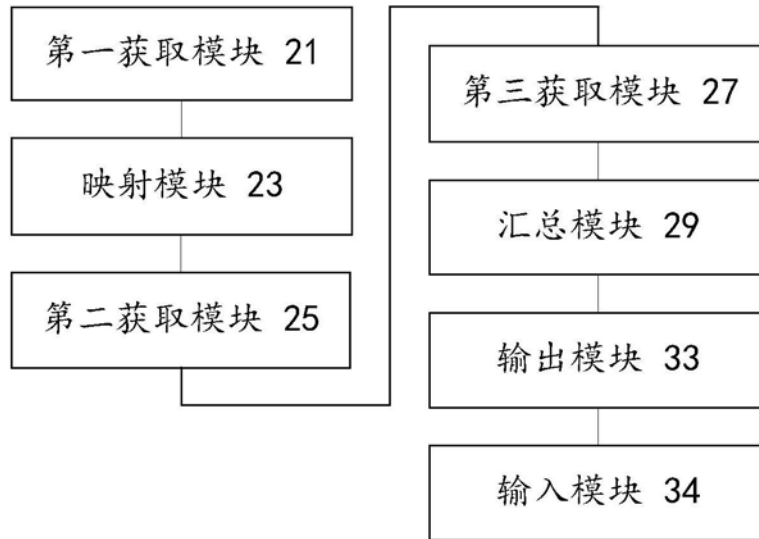 第一获取模块 21
映射模块 23
第二获取模块 25
第三获取模块 27
汇总模块 29
输出模块 33
输入模块 34